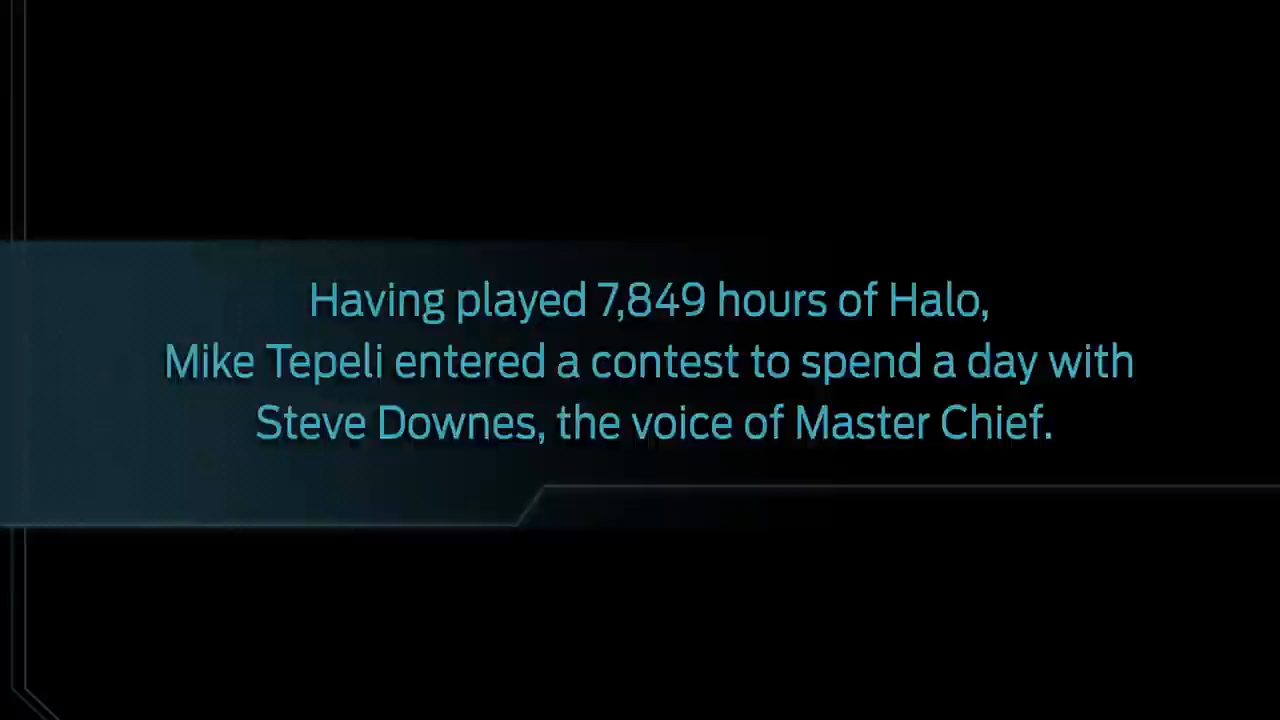 Having played 7,849 hours of Halo,
Mike Tepeli entered a contest to spend a day with
Steve Downes, the voice of Master Chief.